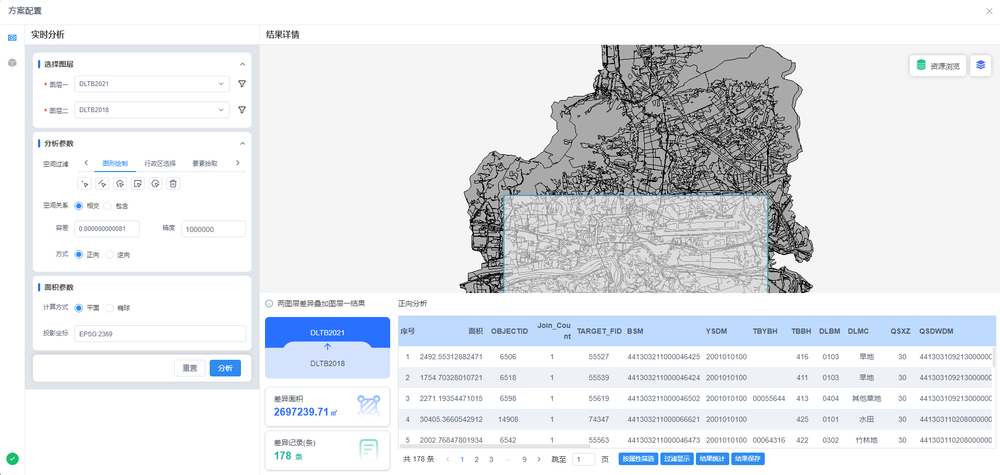 方案配置
实时分析
结果详情
选择图层
* 图层一 DLTB2021
* 图层二 DLTB2018
分析参数
空间过滤 图形绘制 行政区选择 要素拾取
空间关系 相交 包含
容差 0.000000000081 精度 1000000
方式 正向 逆向
面积参数
计算方式 平面 椭球
投影坐标 EPSG:2369
重置 分析
资源浏览
两图层差异叠加图层一结果
DLTB2021
DLTB2018
差异面积
2697239.71 ㎡
差异记录(条)
178 条
正向分析
序号 面积 OBJECTID Join_Count TARGET_FID BSM YSDM TBYBH TBBH DLBM DLMC QSXZ QSDWDM
1 2492.55312882471 6506 1 55527 441303211000046425 2001010100 416 0103 旱地 30 441303109213000000
2 1754.70328010721 6518 1 55539 441303211000046424 2001010100 411 0103 旱地 30 441303109213000000
3 2271.19354471015 6598 1 55619 441303211000046502 2001010100 00055644 413 0404 其他草地 30 441303109213000000
4 30405.3660542912 14908 1 74347 441303211000066621 2001010100 425 0101 水田 30 441303110208000000
5 2002.76847801934 6542 1 55563 441303211000046473 2001010100 00064316 422 0302 竹林地 30 441303110208000000
共 178 条 1 2 3 ··· 9 跳至 1 页 按属性筛选 过滤显示 结果统计 结果保存